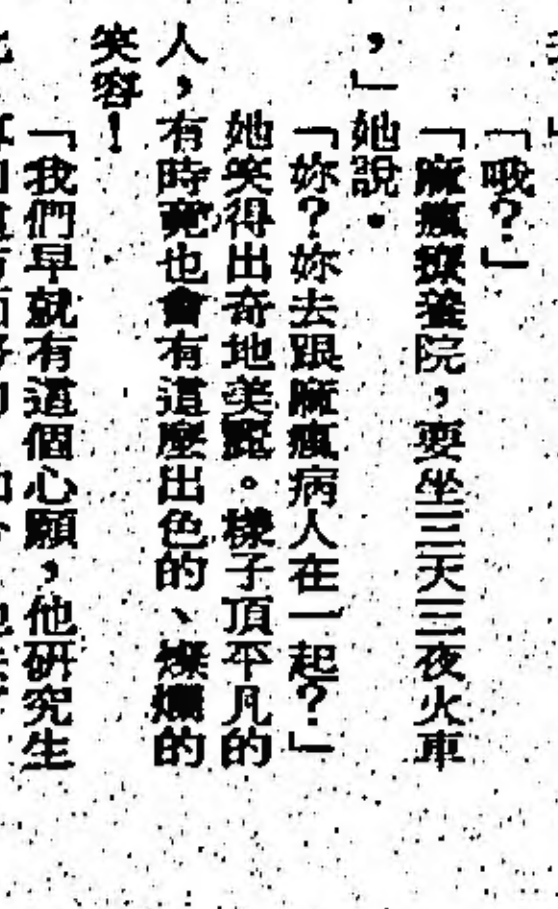 「哦？」
「痲瘋療養院，要坐三天三夜火車
，」她說。
「妳？妳去跟痲瘋病人在一起？」
她笑得出奇地美麗。樣子頂平凡的
人，有時竟也會有這麼出色的、燦爛的
笑容！
「我們早就有這個心願，他研究生